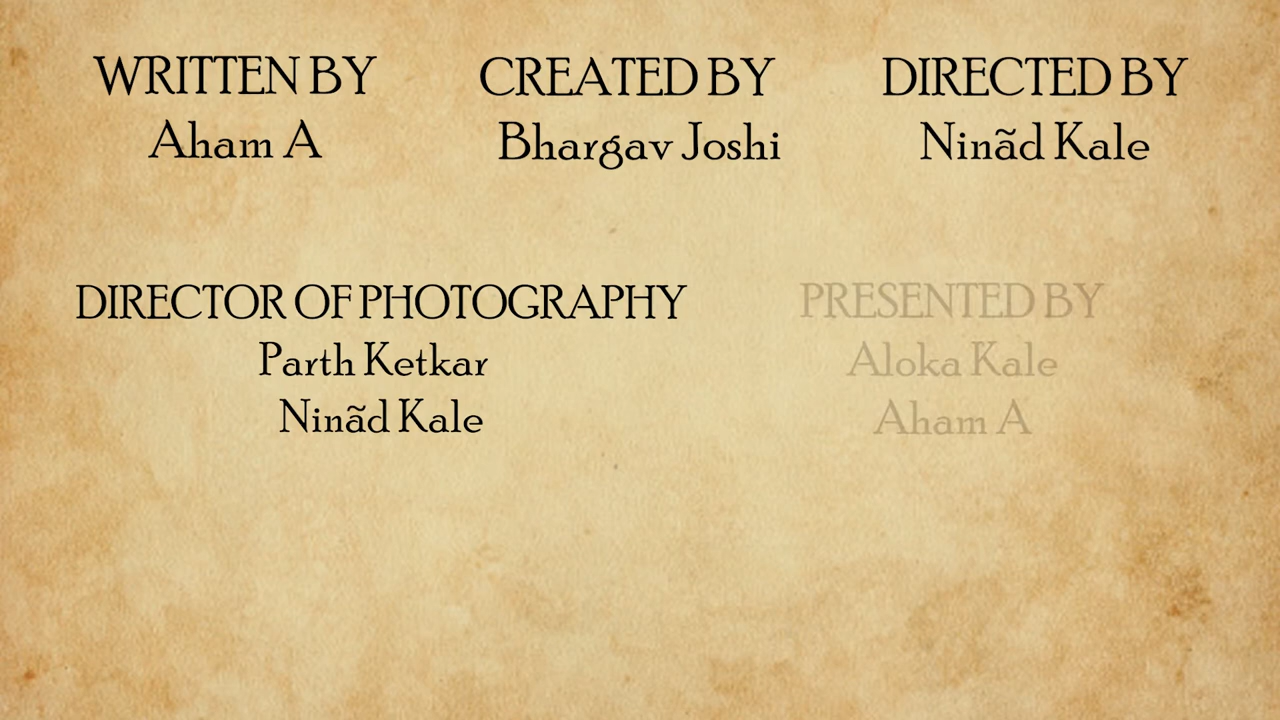 WRITTEN BY
Aham A
CREATED BY
Bhargav Joshi
DIRECTED BY
Ninãd Kale
DIRECTOR OF PHOTOGRAPHY
Parth Ketkar
Ninãd Kale
PRESENTED BY
Aloka Kale
Aham A